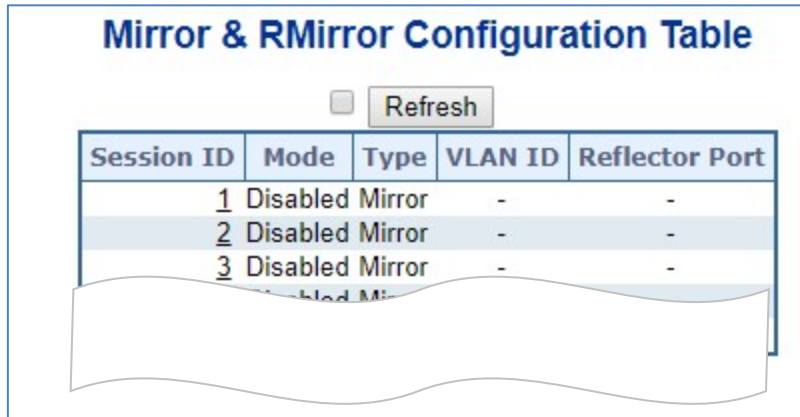 Mirror & RMirror Configuration Table
Refresh
Session ID Mode Type VLAN ID Reflector Port
1 Disabled Mirror - -
2 Disabled Mirror - -
3 Disabled Mirror - -